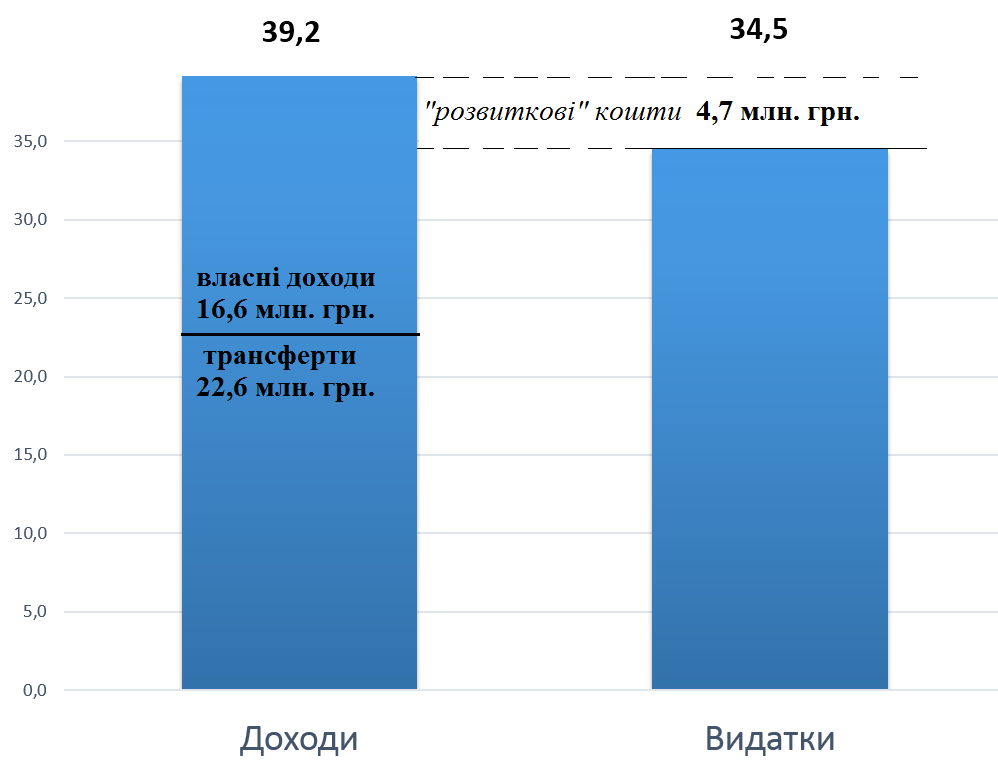 39,2
34,5
"розвиткові" кошти 4,7 млн. грн.
35,0
30,0
25,0
20,0
15,0
10,0
5,0
0,0
власні доходи
16,6 млн. грн.
трансферти
22,6 млн. грн.
Доходи
Видатки